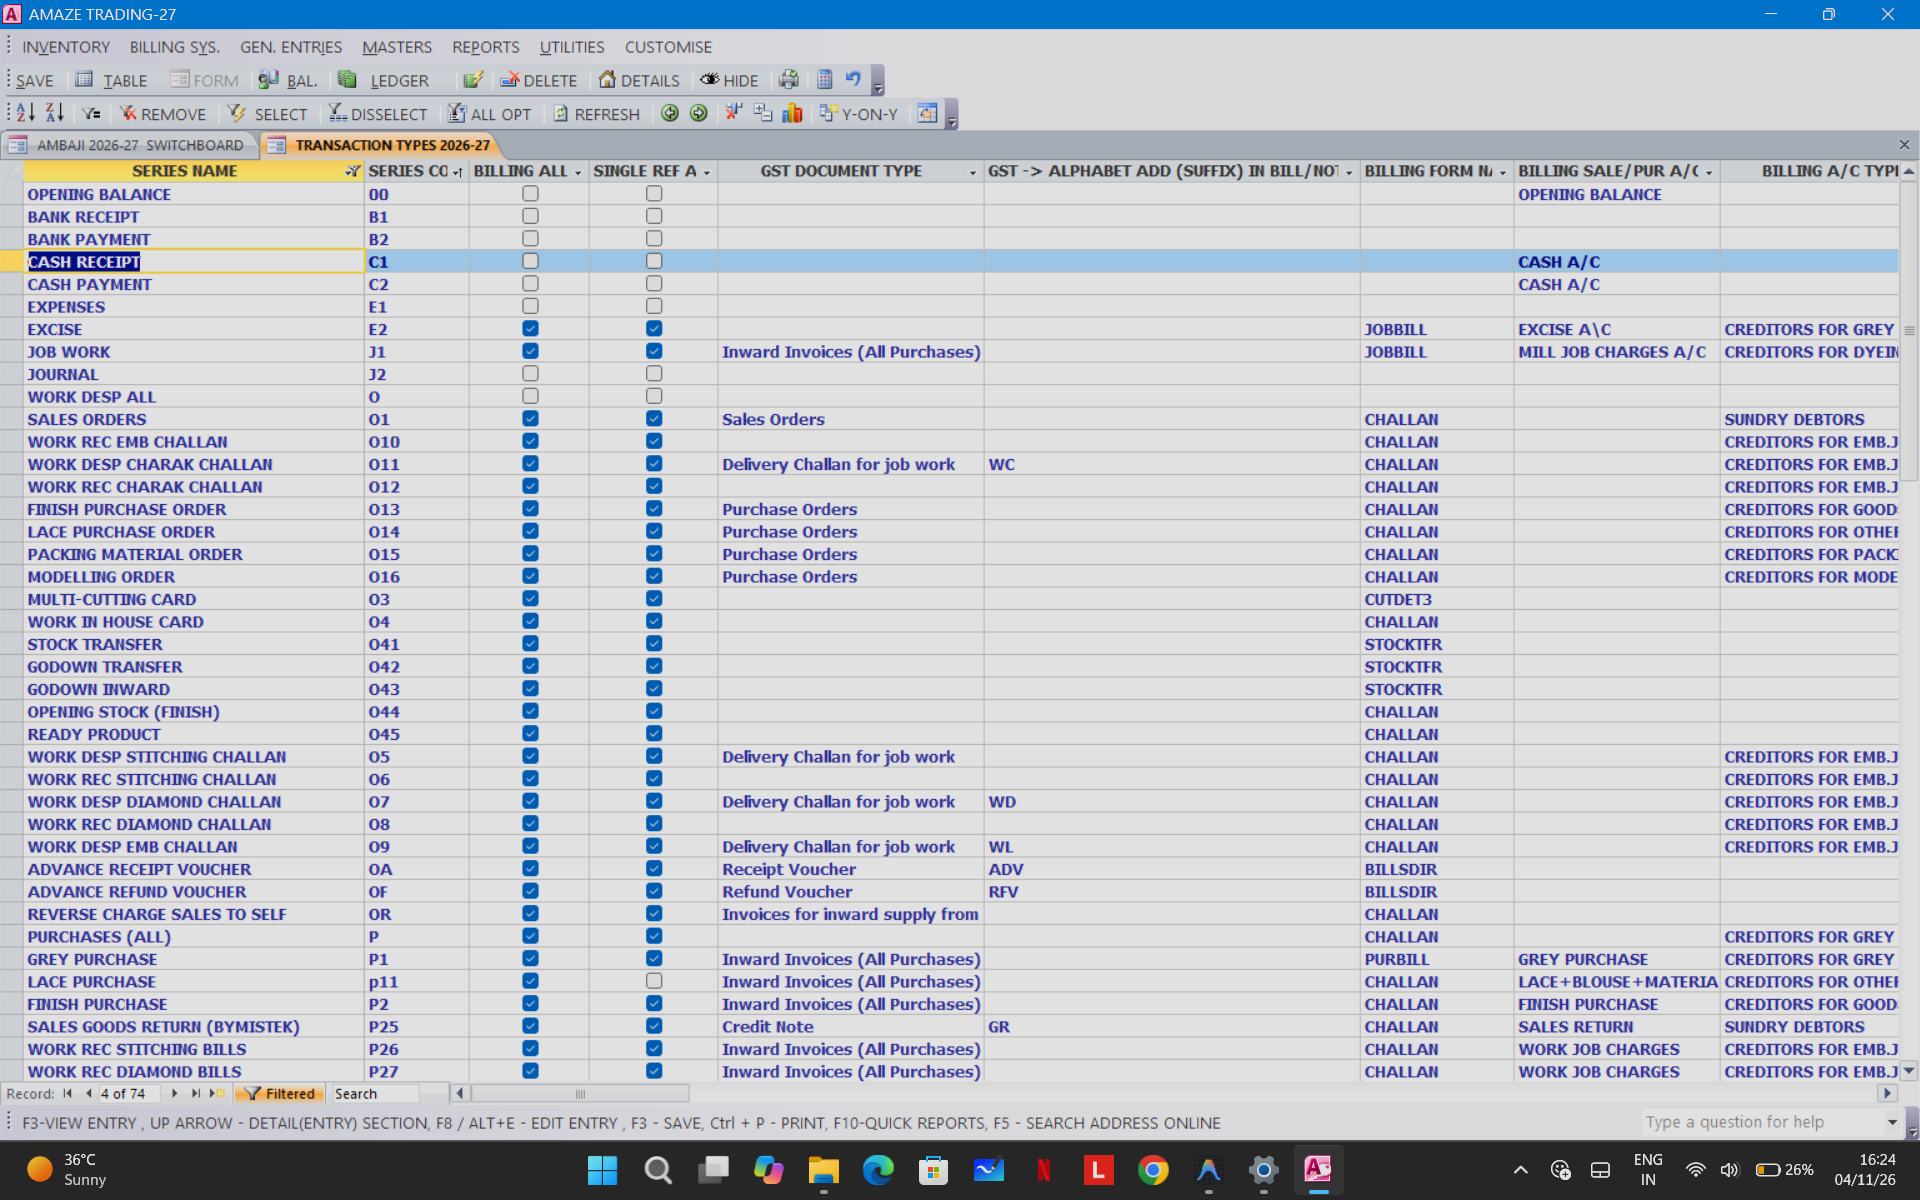 AMAZE TRADING-27
INVENTORY BILLING SYS. GEN. ENTRIES MASTERS REPORTS UTILITIES CUSTOMISE
SAVE TABLE FORM BAL. LEDGER DELETE DETAILS HIDE
REMOVE SELECT DISSELECT ALL OPT REFRESH Y-ON-Y
AMBAJI 2026-27 SWITCHBOARD TRANSACTION TYPES 2026-27
SERIES NAME SERIES CO BILLING ALL SINGLE REF A GST DOCUMENT TYPE GST -> ALPHABET ADD (SUFFIX) IN BILL/NO BILLING FORM NA BILLING SALE/PUR A/C BILLING A/C TYP
OPENING BALANCE 00 OPENING BALANCE
BANK RECEIPT B1
BANK PAYMENT B2
CASH RECEIPT C1 CASH A/C
CASH PAYMENT C2 CASH A/C
EXPENSES E1
EXCISE E2 JOBBILL EXCISE A\C CREDITORS FOR GREY
JOB WORK J1 Inward Invoices (All Purchases) JOBBILL MILL JOB CHARGES A/C CREDITORS FOR DYEIN
JOURNAL J2
WORK DESP ALL O
SALES ORDERS O1 Sales Orders CHALLAN SUNDRY DEBTORS
WORK REC EMB CHALLAN O10 CHALLAN CREDITORS FOR EMB.J
WORK DESP CHARAK CHALLAN O11 Delivery Challan for job work WC CHALLAN CREDITORS FOR EMB.J
WORK REC CHARAK CHALLAN O12 CHALLAN CREDITORS FOR EMB.J
FINISH PURCHASE ORDER O13 Purchase Orders CHALLAN CREDITORS FOR GOOD
LACE PURCHASE ORDER O14 Purchase Orders CHALLAN CREDITORS FOR OTHER
PACKING MATERIAL ORDER O15 Purchase Orders CHALLAN CREDITORS FOR PACKI
MODELLING ORDER O16 Purchase Orders CHALLAN CREDITORS FOR MODE
MULTI-CUTTING CARD O3 CUTDET3
WORK IN HOUSE CARD O4 CHALLAN
STOCK TRANSFER O41 STOCKTFR
GODOWN TRANSFER O42 STOCKTFR
GODOWN INWARD O43 STOCKTFR
OPENING STOCK (FINISH) O44 CHALLAN
READY PRODUCT O45 CHALLAN
WORK DESP STITCHING CHALLAN O5 Delivery Challan for job work CHALLAN CREDITORS FOR EMB.J
WORK REC STITCHING CHALLAN O6 CHALLAN CREDITORS FOR EMB.J
WORK DESP DIAMOND CHALLAN O7 Delivery Challan for job work WD CHALLAN CREDITORS FOR EMB.J
WORK REC DIAMOND CHALLAN O8 CHALLAN CREDITORS FOR EMB.J
WORK DESP EMB CHALLAN O9 Delivery Challan for job work WL CHALLAN CREDITORS FOR EMB.J
ADVANCE RECEIPT VOUCHER OA Receipt Voucher ADV BILLSDIR
ADVANCE REFUND VOUCHER OF Refund Voucher RFV BILLSDIR
REVERSE CHARGE SALES TO SELF OR Invoices for inward supply from CHALLAN
PURCHASES (ALL) P CHALLAN CREDITORS FOR GREY
GREY PURCHASE P1 Inward Invoices (All Purchases) PURBILL GREY PURCHASE CREDITORS FOR GREY
LACE PURCHASE p11 Inward Invoices (All Purchases) CHALLAN LACE+BLOUSE+MATERIA CREDITORS FOR OTHER
FINISH PURCHASE P2 Inward Invoices (All Purchases) CHALLAN FINISH PURCHASE CREDITORS FOR GOOD
SALES GOODS RETURN (BYMISTEK) P25 Credit Note GR CHALLAN SALES RETURN SUNDRY DEBTORS
WORK REC STITCHING BILLS P26 Inward Invoices (All Purchases) CHALLAN WORK JOB CHARGES CREDITORS FOR EMB.J
WORK REC DIAMOND BILLS P27 Inward Invoices (All Purchases) CHALLAN WORK JOB CHARGES CREDITORS FOR EMB.J
Record: 4 of 74 Filtered Search
F3-VIEW ENTRY , UP ARROW - DETAIL(ENTRY) SECTION, F8 / ALT+E - EDIT ENTRY , F3 - SAVE, Ctrl + P - PRINT, F10-QUICK REPORTS, F5 - SEARCH ADDRESS ONLINE Type a question for help
36°C
Sunny
ENG
IN
26%
16:24
04/11/26